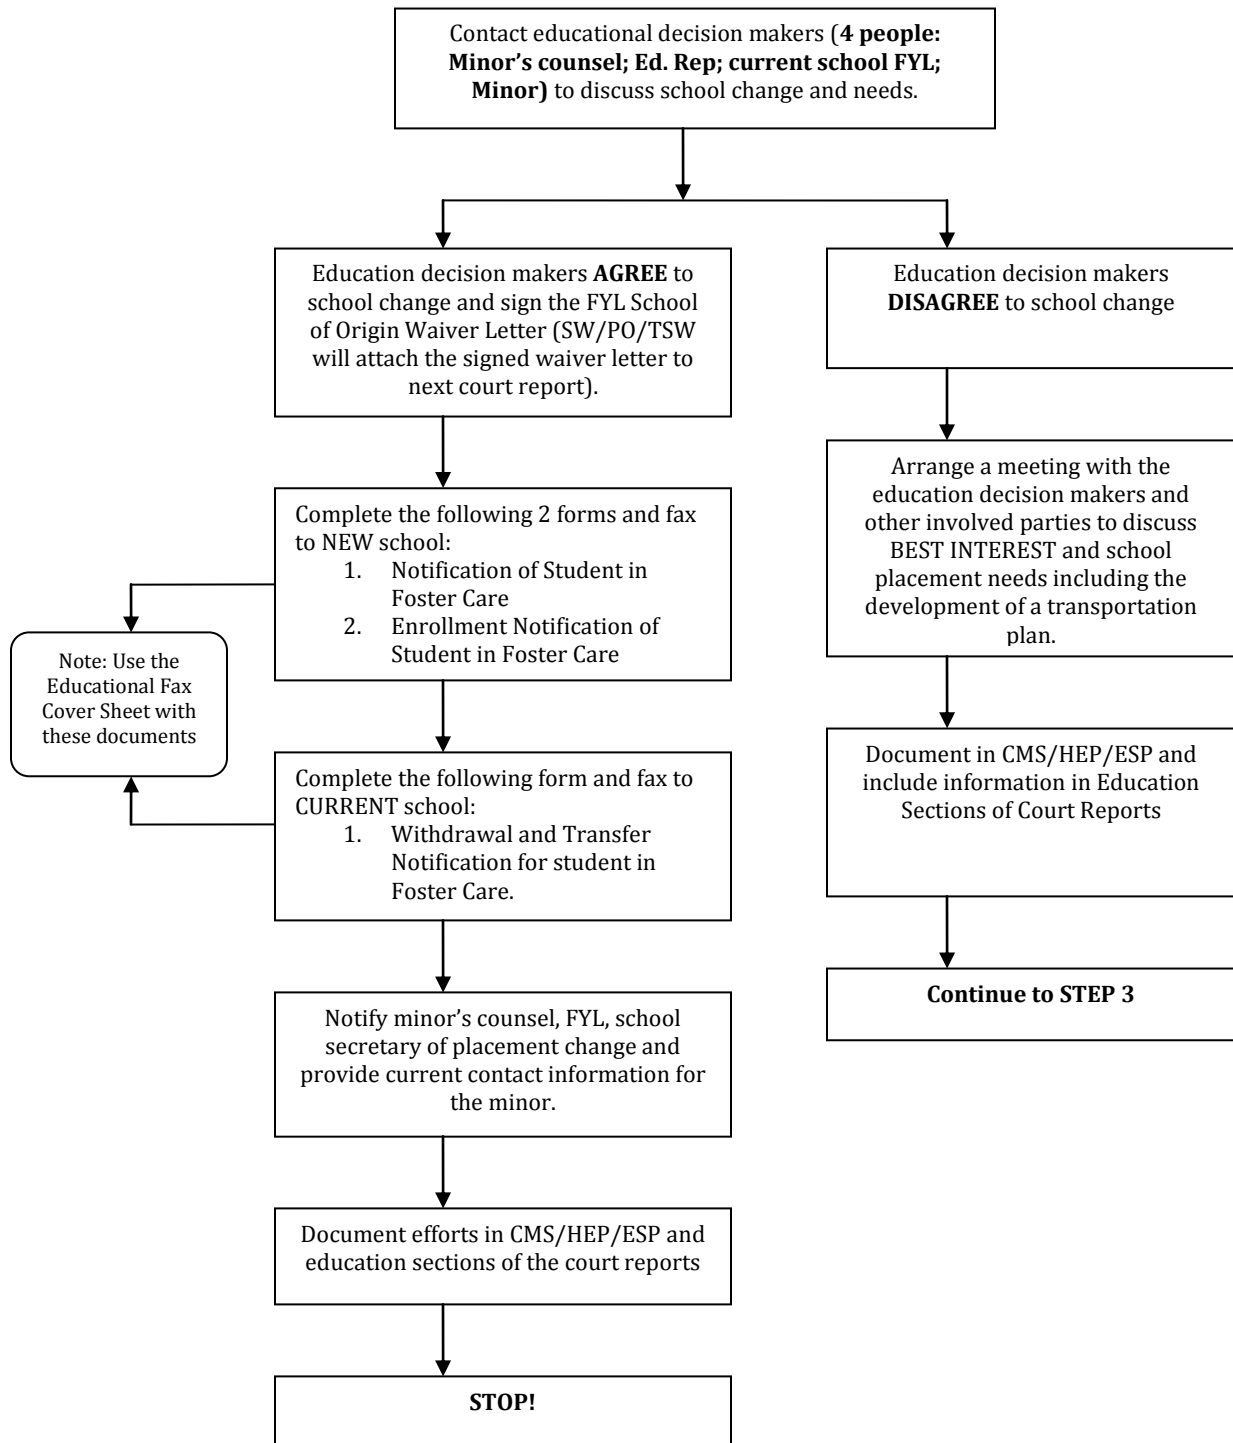 Contact educational decision makers (4 people:
Minor’s counsel; Ed. Rep; current school FYL;
Minor) to discuss school change and needs.
Education decision makers AGREE to
school change and sign the FYL School
of Origin Waiver Letter (SW/PO/TSW
will attach the signed waiver letter to
next court report).
Education decision makers
DISAGREE to school change
Complete the following 2 forms and fax
to NEW school:
1. Notification of Student in
Foster Care
2. Enrollment Notification of
Student in Foster Care
Arrange a meeting with the
education decision makers and
other involved parties to discuss
BEST INTEREST and school
placement needs including the
development of a transportation
plan.
Note: Use the
Educational Fax
Cover Sheet with
these documents
Complete the following form and fax to
CURRENT school:
1. Withdrawal and Transfer
Notification for student in
Foster Care.
Document in CMS/HEP/ESP and
include information in Education
Sections of Court Reports
Notify minor’s counsel, FYL, school
secretary of placement change and
provide current contact information for
the minor.
Continue to STEP 3
Document efforts in CMS/HEP/ESP and
education sections of the court reports
STOP!